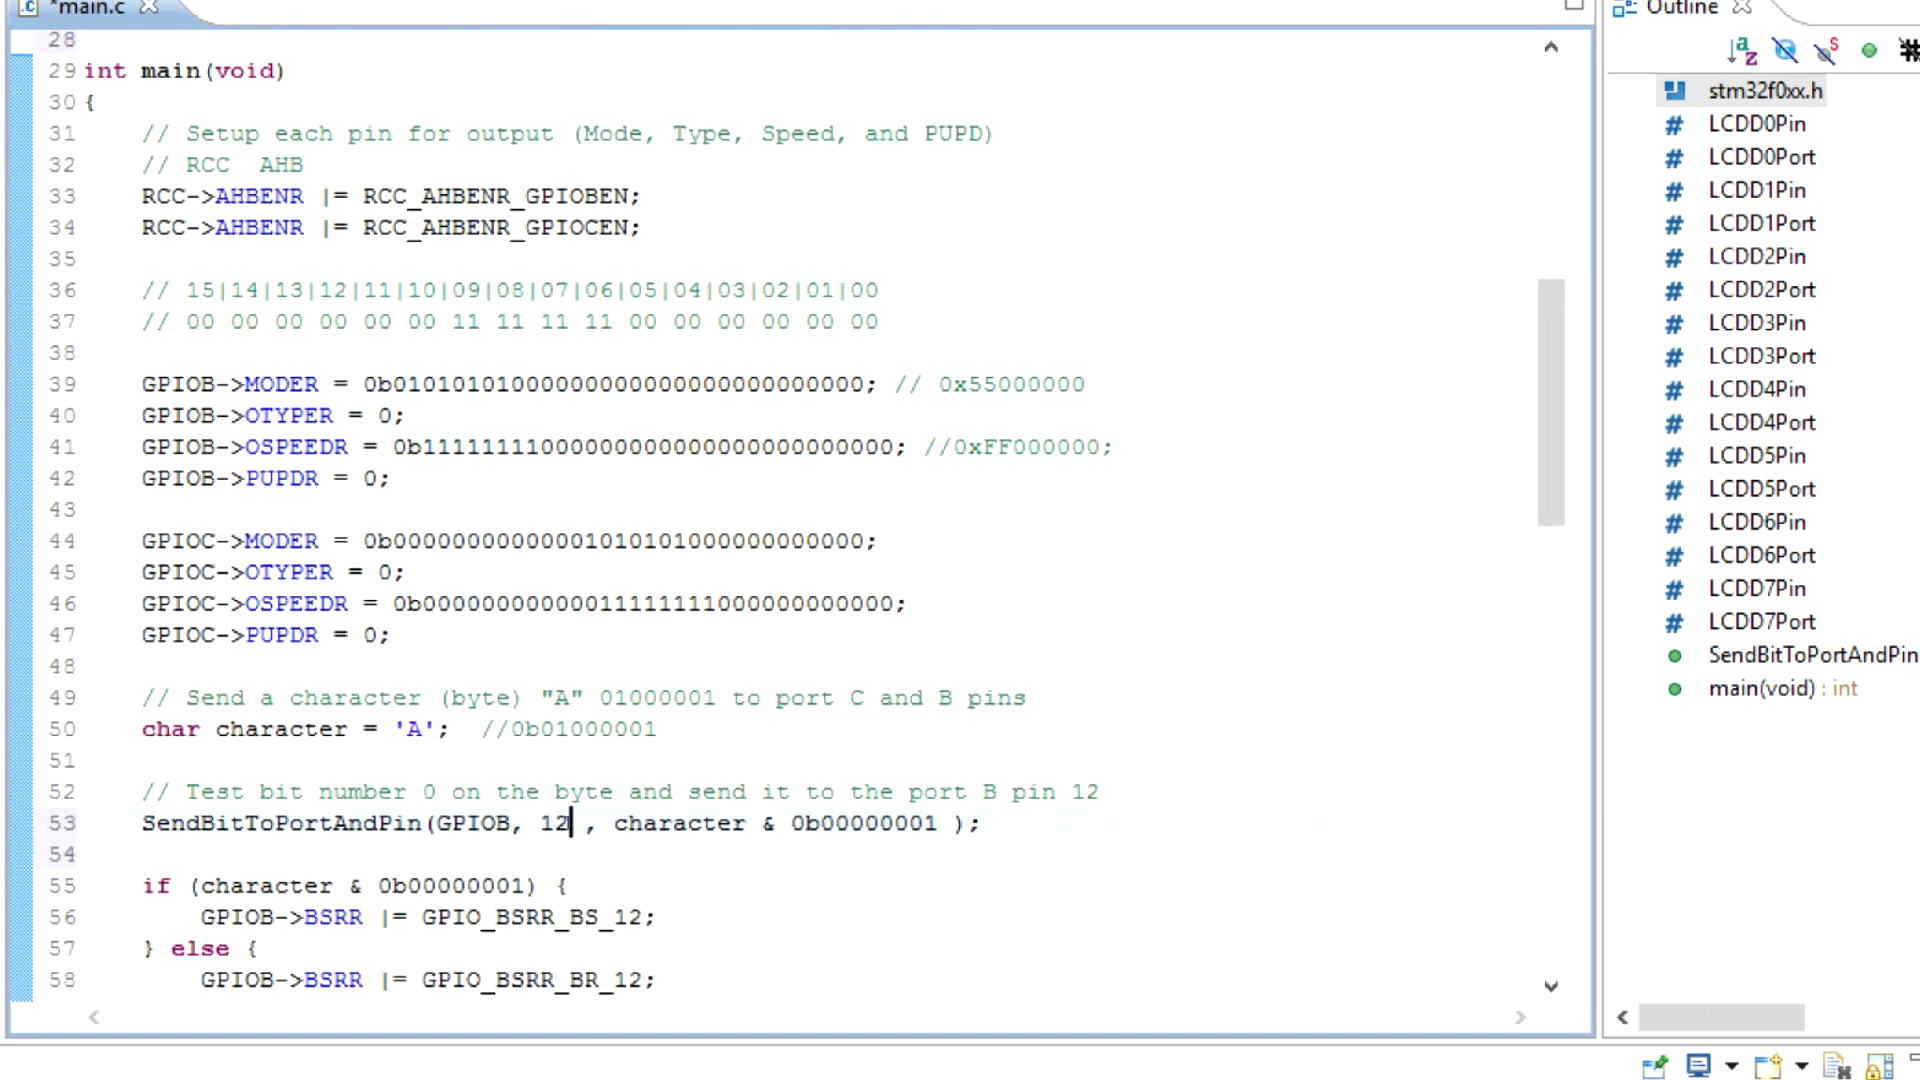 *main.c
28
29 int main(void)
30 {
31 // Setup each pin for output (Mode, Type, Speed, and PUPD)
32 // RCC AHB
33 RCC->AHBENR |= RCC_AHBENR_GPIOBEN;
34 RCC->AHBENR |= RCC_AHBENR_GPIOCEN;
35
36 // 15|14|13|12|11|10|09|08|07|06|05|04|03|02|01|00
37 // 00 00 00 00 00 00 11 11 11 11 00 00 00 00 00 00
38
39 GPIOB->MODER = 0b01010101000000000000000000000000; // 0x55000000
40 GPIOB->OTYPER = 0;
41 GPIOB->OSPEEDR = 0b11111111000000000000000000000000; //0xFF000000;
42 GPIOB->PUPDR = 0;
43
44 GPIOC->MODER = 0b00000000000001010101000000000000;
45 GPIOC->OTYPER = 0;
46 GPIOC->OSPEEDR = 0b00000000000011111111000000000000;
47 GPIOC->PUPDR = 0;
48
49 // Send a character (byte) "A" 01000001 to port C and B pins
50 char character = 'A'; //0b01000001
51
52 // Test bit number 0 on the byte and send it to the port B pin 12
53 SendBitToPortAndPin(GPIOB, 12 , character & 0b00000001 );
54
55 if (character & 0b00000001) {
56 GPIOB->BSRR |= GPIO_BSRR_BS_12;
57 } else {
58 GPIOB->BSRR |= GPIO_BSRR_BR_12;
Outline
stm32f0xx.h
LCDD0Pin
LCDD0Port
LCDD1Pin
LCDD1Port
LCDD2Pin
LCDD2Port
LCDD3Pin
LCDD3Port
LCDD4Pin
LCDD4Port
LCDD5Pin
LCDD5Port
LCDD6Pin
LCDD6Port
LCDD7Pin
LCDD7Port
SendBitToPortAndPin
main(void) : int